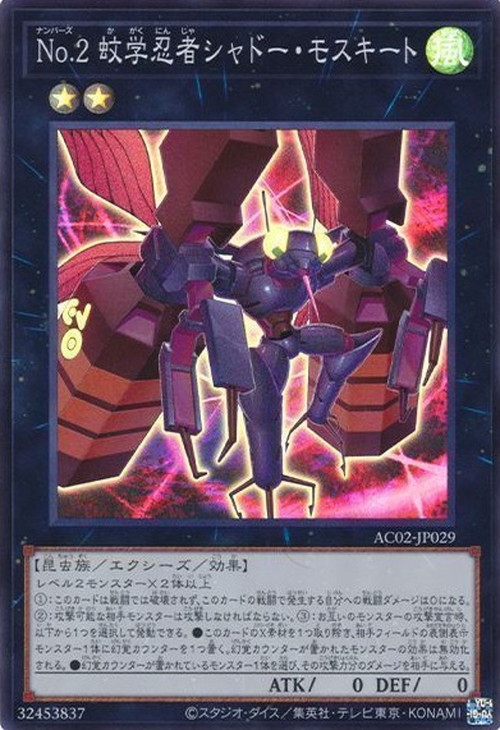 ナンバーズ かがくにんじゃ
No.2 蚊学忍者シャドー・モスキート 風
AC02-JP029
【昆虫族/エクシーズ/効果】
レベル2モンスター×2体以上
①:このカードは戦闘では破壊されず、このカードの戦闘で発生する自分への戦闘ダメージは0になる。
②:攻撃可能な相手モンスターは攻撃しなければならない。③:お互いのモンスターの攻撃宣言時、
以下から1つを選択して発動できる。●このカードのX素材を1つ取り除き、相手フィールドの表側表示
モンスター1体に幻覚カウンターを1つ置く。幻覚カウンターが置かれたモンスターの効果は無効化
される。●幻覚カウンターが置かれているモンスター1体を選び、その攻撃力分のダメージを相手に与える。
ATK/ 0 DEF/ 0
32453837 ©スタジオ・ダイス/集英社・テレビ東京・KONAMI